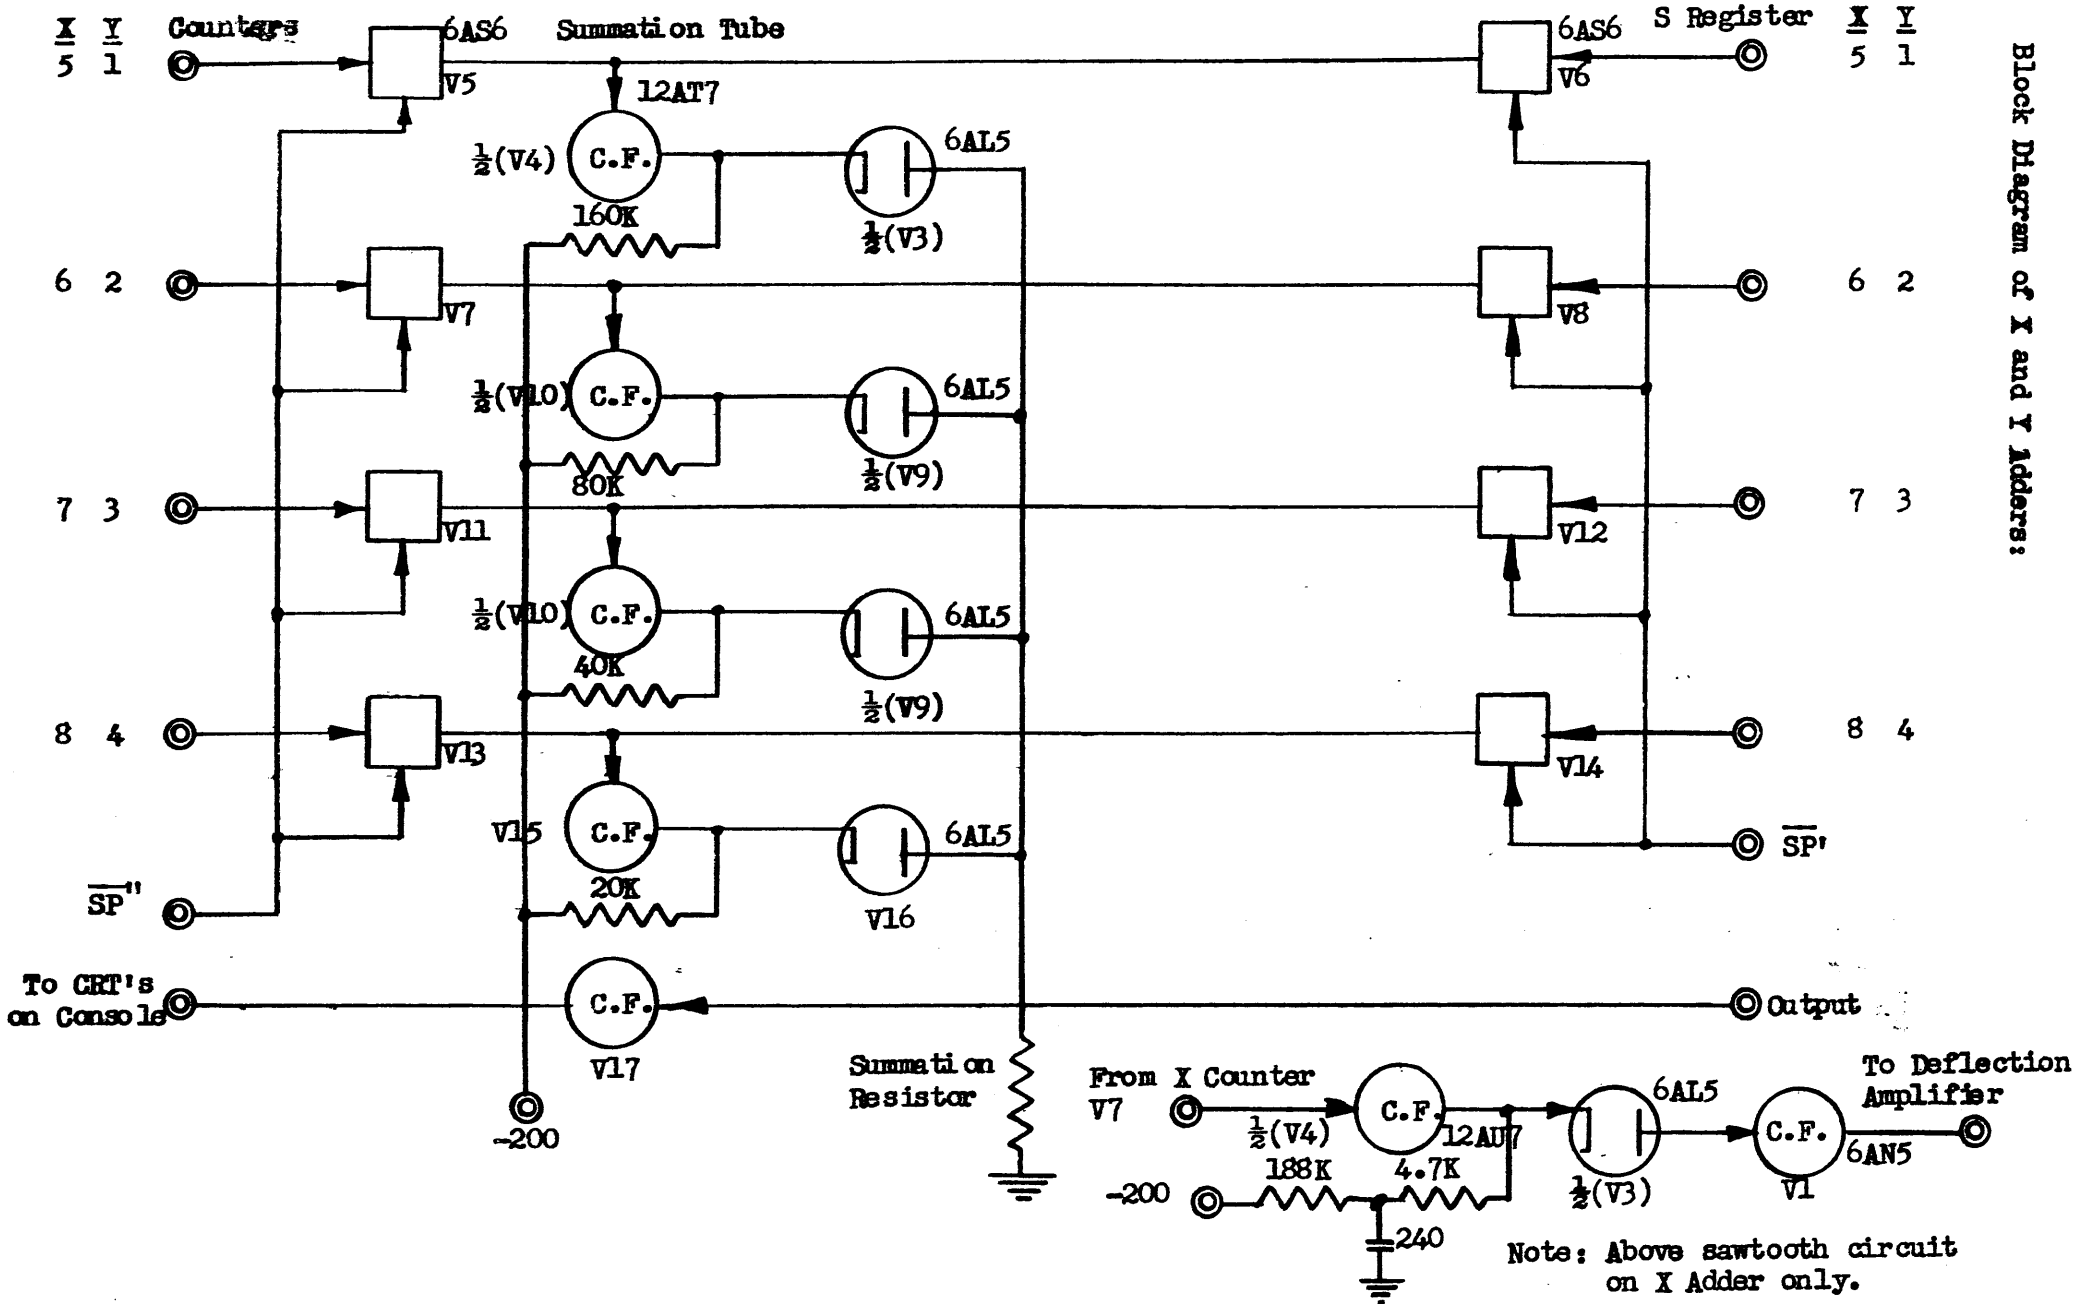 X Y Counters 6AS6 Summation Tube 6AS6 S Register X Y
5 1 V5 12AT7 V6 5 1
½(V4) C.F. 6AL5
160K
½(V3)
6 2 V7 V8 6 2
½(V10) C.F. 6AL5
80K ½(V9)
7 3 V11 V12 7 3
½(V10) C.F. 6AL5
40K
½(V9)
8 4 V13 V14 8 4
V15 C.F. 6AL5 SP'
20K
SP" V16
To CRT's
on Console C.F. Output
V17
-200
Summation
Resistor
From X Counter
V7
½(V4) C.F. 12AU7 6AL5 C.F. 6AN5
To Deflection
Amplifier
188K 4.7K ½(V3) V1
-200
240
Note: Above sawtooth circuit
on X Adder only.
Block Diagram of X and Y Adders: